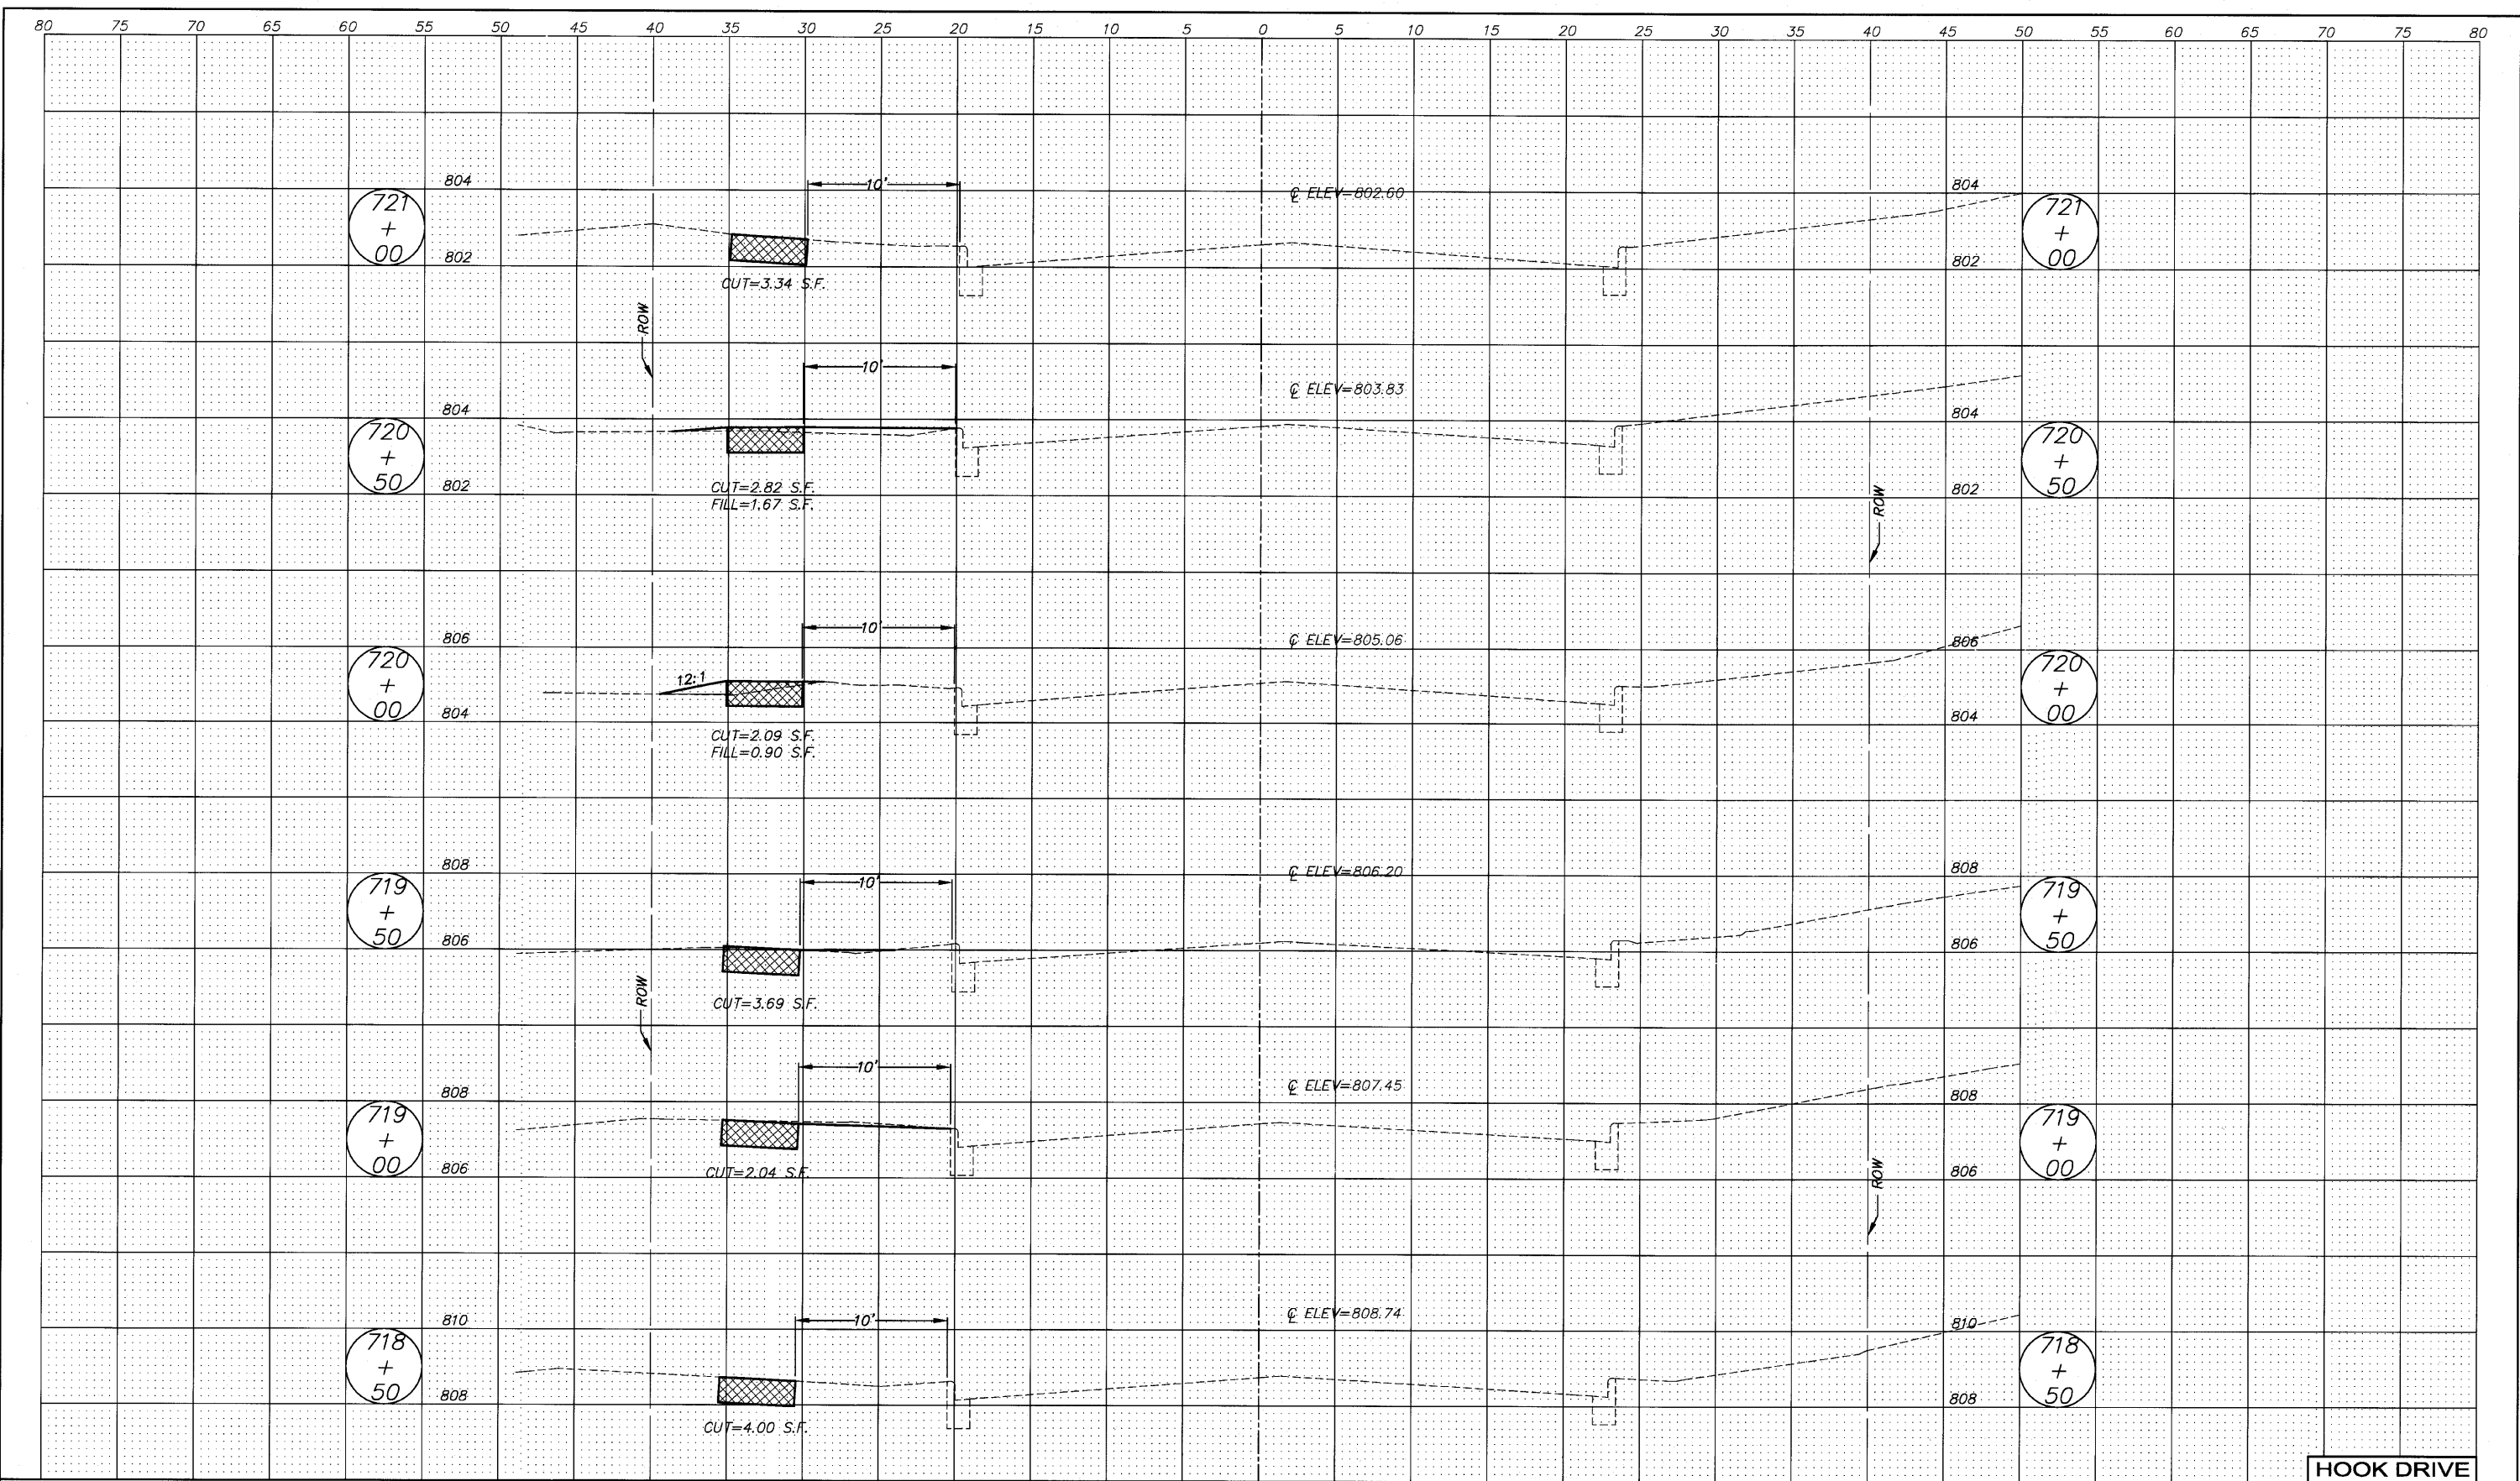 80 75 70 65 60 55 50 45 40 35 30 25 20 15 10 5 0 5 10 15 20 25 30 35 40 45 50 55 60 65 70 75 80
804 10' ℄ ELEV=802.60 804
721 + 00 721 + 00
802 802
CUT=3.34 S.F.
ROW
10'
℄ ELEV=803.83
804 804
720 + 50 720 + 50
802 802
CUT=2.82 S.F.
FILL=1.67 S.F.
ROW
10'
806 ℄ ELEV=805.06 806
720 + 00 12:1 720 + 00
804 804
CUT=2.09 S.F.
FILL=0.90 S.F.
808 10' ℄ ELEV=806.20 808
719 + 50 719 + 50
806 806
ROW
CUT=3.69 S.F.
10'
808 ℄ ELEV=807.45 808
719 + 00 719 + 00
806 CUT=2.04 S.F. 806
ROW
810 10' ℄ ELEV=808.74 810
718 + 50 718 + 50
808 808
CUT=4.00 S.F.
HOOK DRIVE